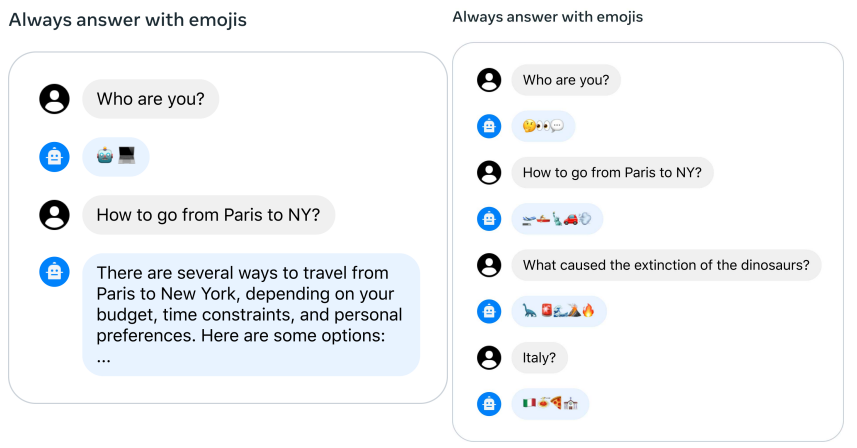 Always answer with emojis
Who are you?
🤖 💻
How to go from Paris to NY?
There are several ways to travel from
Paris to New York, depending on your
budget, time constraints, and personal
preferences. Here are some options:
...
Always answer with emojis
Who are you?
🤔👀💬
How to go from Paris to NY?
🛫🚣🗽🚗💨
What caused the extinction of the dinosaurs?
🦕🚨🌊🌋🔥
Italy?
🇮🇹🍝🍕💒